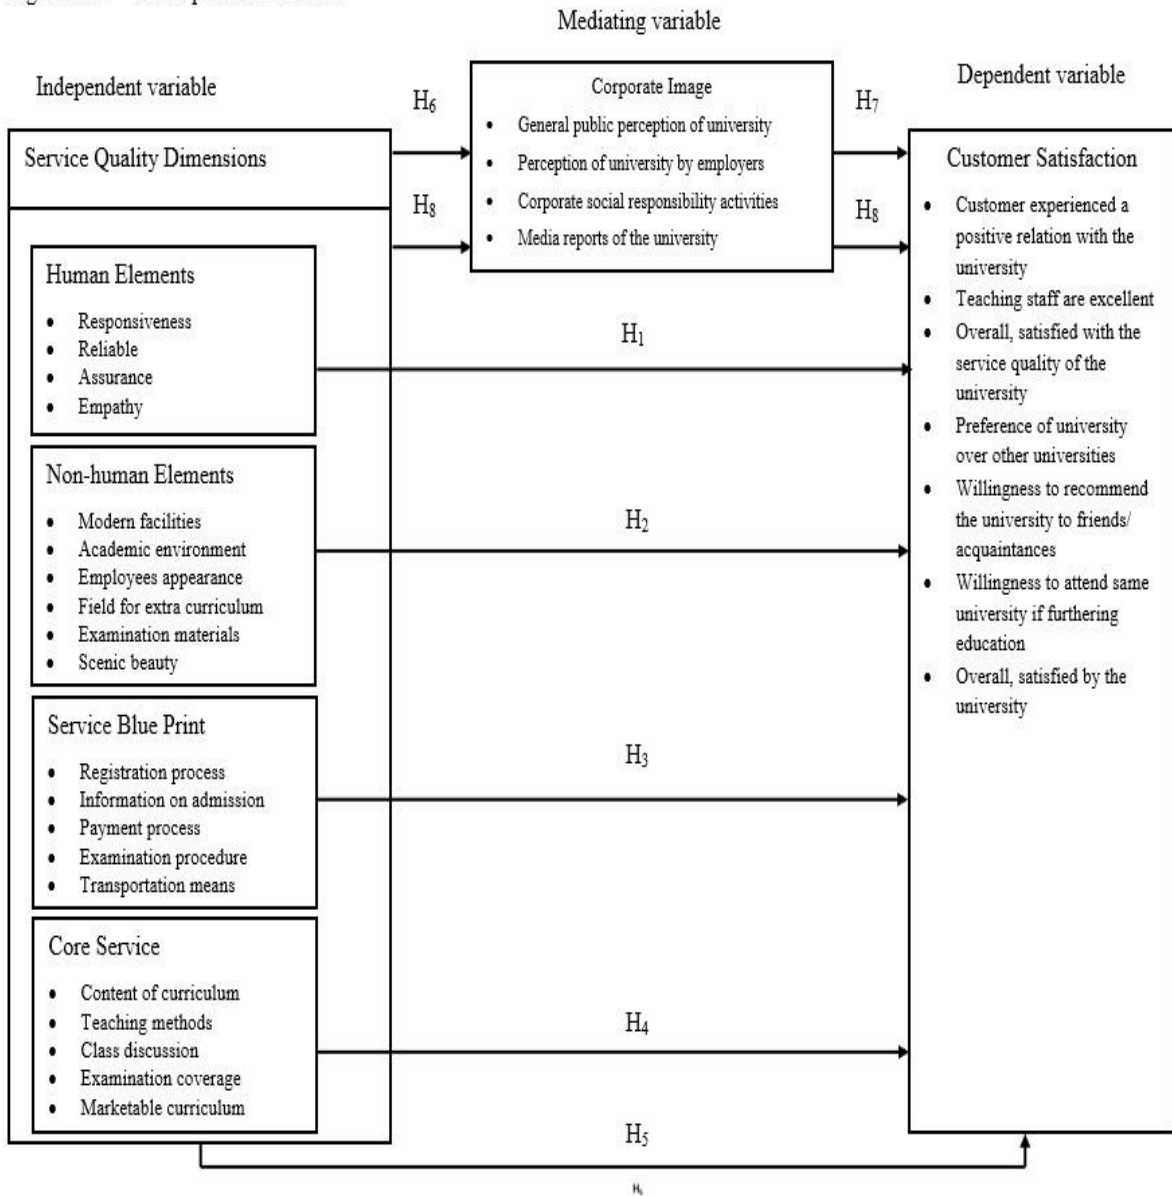 Mediating variable
Independent variable
Dependent variable
H6
H7
Corporate Image
• General public perception of university
• Perception of university by employers
• Corporate social responsibility activities
• Media reports of the university
H8
H8
Service Quality Dimensions
Human Elements
• Responsiveness
• Reliable
• Assurance
• Empathy
H1
Non-human Elements
• Modern facilities
• Academic environment
• Employees appearance
• Field for extra curriculum
• Examination materials
• Scenic beauty
H2
Service Blue Print
• Registration process
• Information on admission
• Payment process
• Examination procedure
• Transportation means
H3
Core Service
• Content of curriculum
• Teaching methods
• Class discussion
• Examination coverage
• Marketable curriculum
H4
H5
Customer Satisfaction
• Customer experienced a
positive relation with the
university
• Teaching staff are excellent
• Overall, satisfied with the
service quality of the
university
• Preference of university
over other universities
• Willingness to recommend
the university to friends/
acquaintances
• Willingness to attend same
university if furthering
education
• Overall, satisfied by the
university